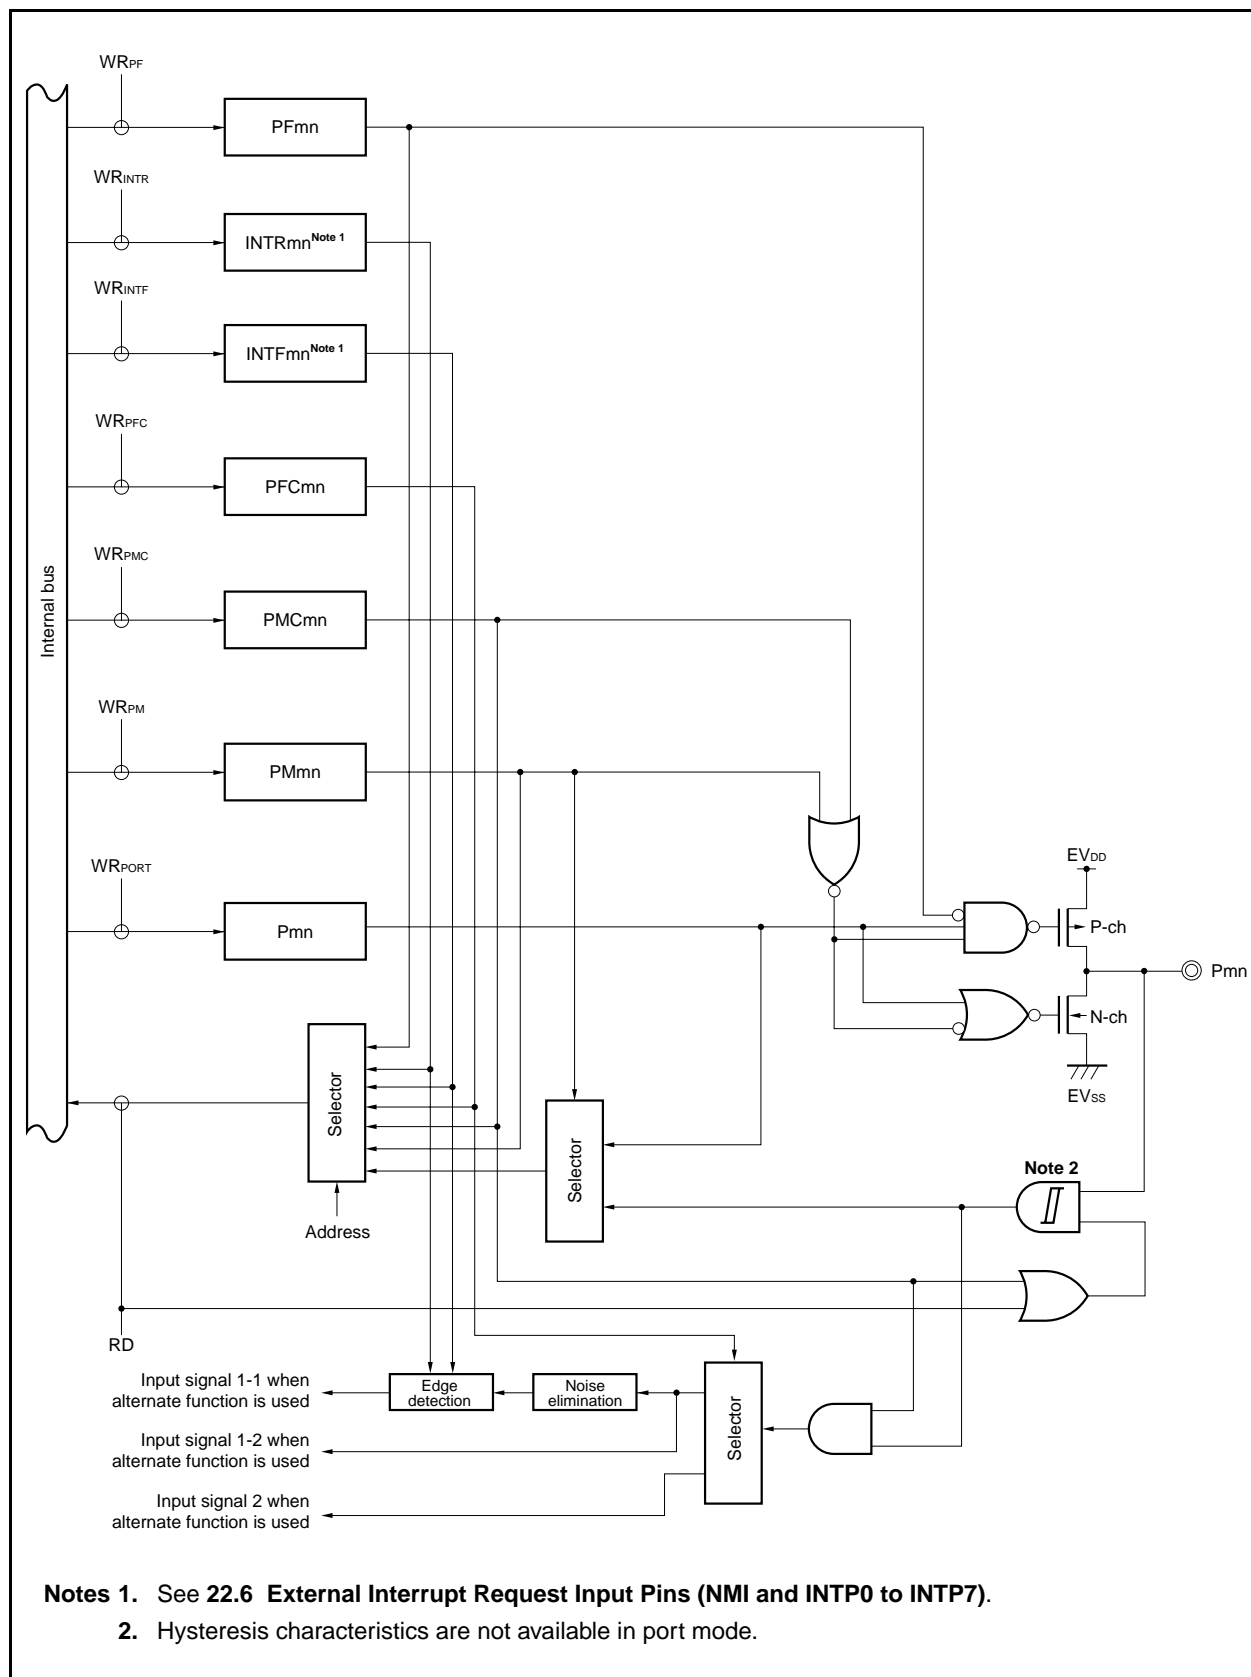 WRPF
PFmn
WRINTR
INTRmnNote 1
WRINTF
INTFmnNote 1
WRPFC
PFCmn
WRPMC
PMCmn
Internal bus
WRPM
PMmn
WRPORT
Pmn
EVDD
P-ch
Pmn
N-ch
EVSS
Selector
Selector
Note 2
Address
RD
Input signal 1-1 when
alternate function is used
Edge
detection
Noise
elimination
Selector
Input signal 1-2 when
alternate function is used
Input signal 2 when
alternate function is used
Notes 1. See 22.6 External Interrupt Request Input Pins (NMI and INTP0 to INTP7).
2. Hysteresis characteristics are not available in port mode.